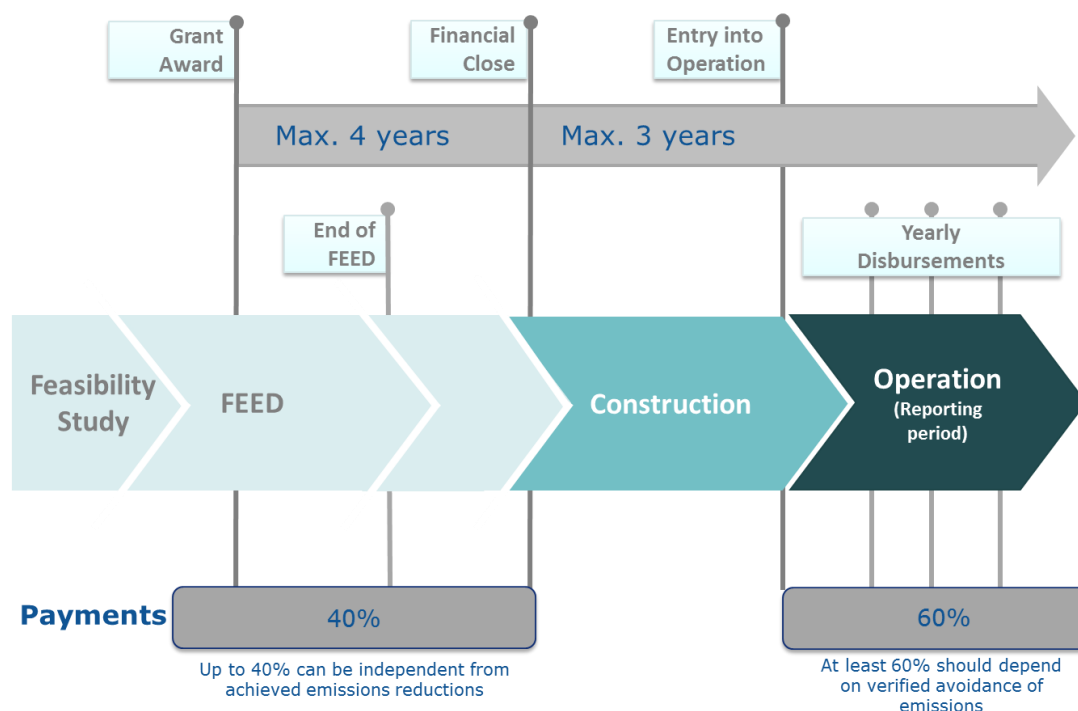 Grant
Award
Financial
Close
Entry into
Operation
Max. 4 years
Max. 3 years
End of
FEED
Yearly
Disbursements
Feasibility
Study
FEED
Construction
Operation
(Reporting
period)
Payments
40%
60%
Up to 40% can be independent from
achieved emissions reductions
At least 60% should depend
on verified avoidance of
emissions